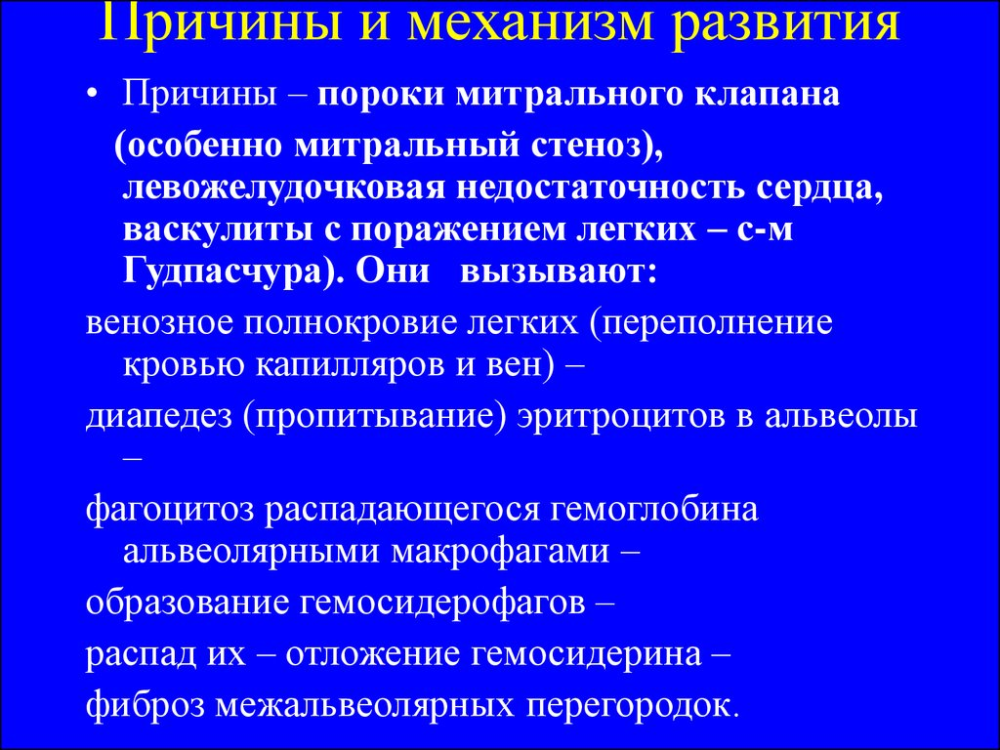 Причины и механизм развития
• Причины – пороки митрального клапана
(особенно митральный стеноз),
левожелудочковая недостаточность сердца,
васкулиты с поражением легких – с-м
Гудпасчура). Они вызывают:
венозное полнокровие легких (переполнение
кровью капилляров и вен) –
диапедез (пропитывание) эритроцитов в альвеолы
–
фагоцитоз распадающегося гемоглобина
альвеолярными макрофагами –
образование гемосидерофагов –
распад их – отложение гемосидерина –
фиброз межальвеолярных перегородок.